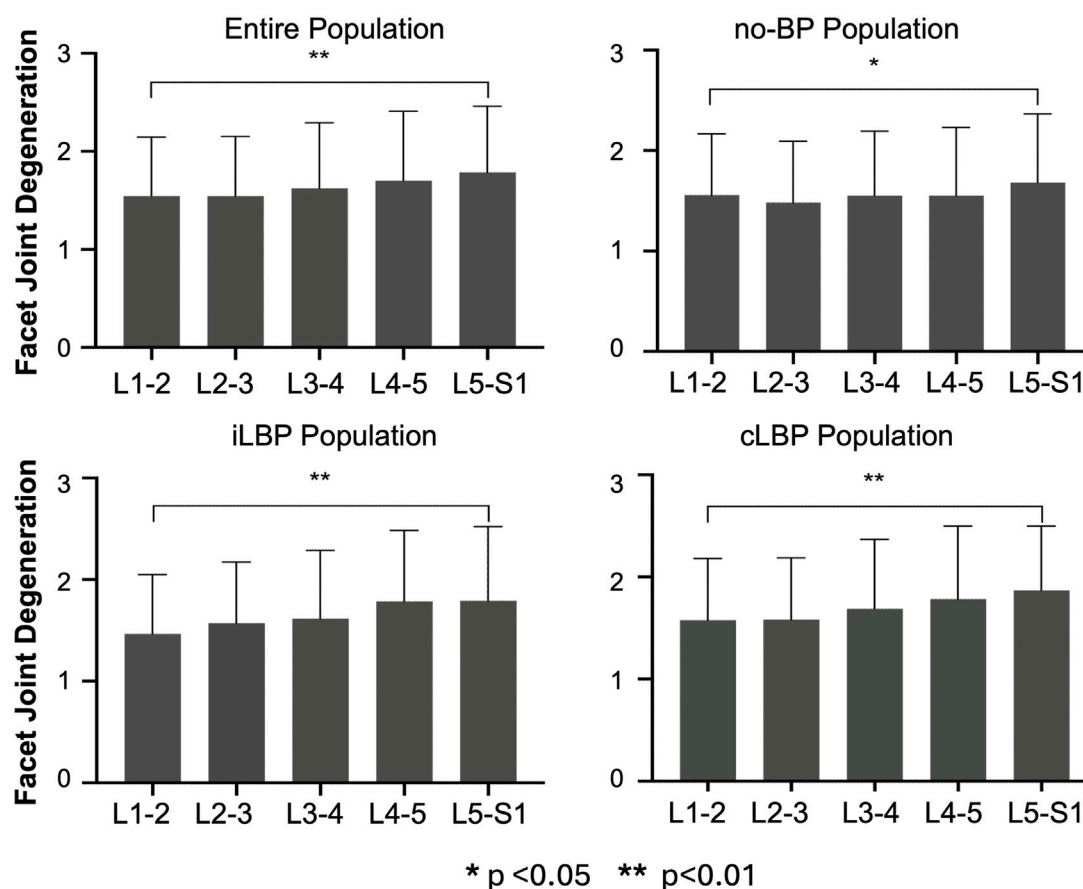 Entire Population
**
Facet Joint Degeneration
3
2
1
0
L1-2 L2-3 L3-4 L4-5 L5-S1
no-BP Population
*
3
2
1
0
L1-2 L2-3 L3-4 L4-5 L5-S1
iLBP Population
**
Facet Joint Degeneration
3
2
1
0
L1-2 L2-3 L3-4 L4-5 L5-S1
cLBP Population
**
3
2
1
0
L1-2 L2-3 L3-4 L4-5 L5-S1
* p <0.05 ** p<0.01